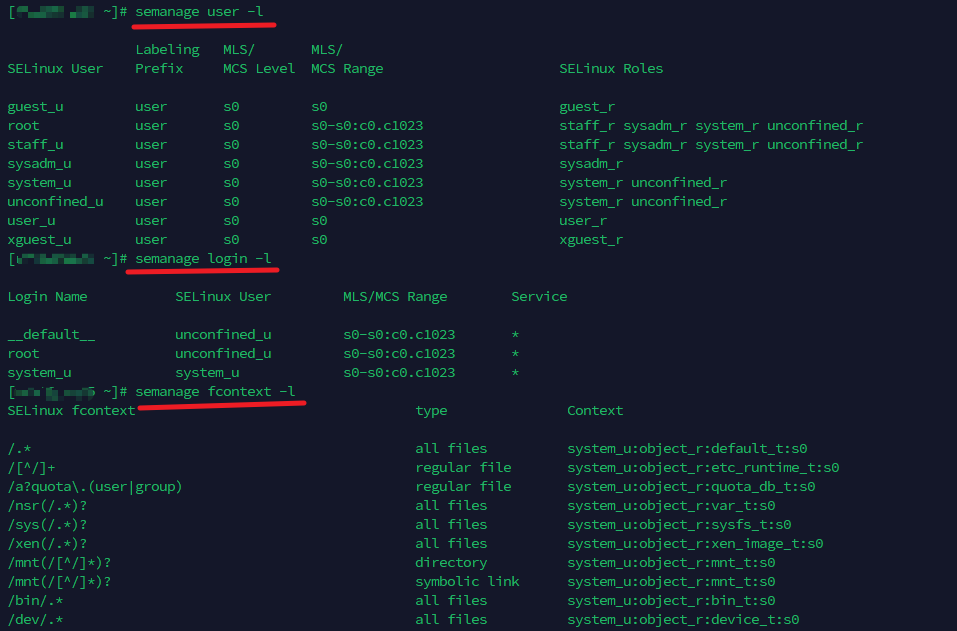 [ ~]# semanage user -l
Labeling MLS/ MLS/
SELinux User Prefix MCS Level MCS Range SELinux Roles
guest_u user s0 s0 guest_r
root user s0 s0-s0:c0.c1023 staff_r sysadm_r system_r unconfined_r
staff_u user s0 s0-s0:c0.c1023 staff_r sysadm_r system_r unconfined_r
sysadm_u user s0 s0-s0:c0.c1023 sysadm_r
system_u user s0 s0-s0:c0.c1023 system_r unconfined_r
unconfined_u user s0 s0-s0:c0.c1023 system_r unconfined_r
user_u user s0 s0 user_r
xguest_u user s0 s0 xguest_r
[ ~]# semanage login -l
Login Name SELinux User MLS/MCS Range Service
__default__ unconfined_u s0-s0:c0.c1023 *
root unconfined_u s0-s0:c0.c1023 *
system_u system_u s0-s0:c0.c1023 *
[ ~]# semanage fcontext -l
SELinux fcontext type Context
/.* all files system_u:object_r:default_t:s0
/[^/]+ regular file system_u:object_r:etc_runtime_t:s0
/a?quota\.(user|group) regular file system_u:object_r:quota_db_t:s0
/nsr(/.*)? all files system_u:object_r:var_t:s0
/sys(/.*)? all files system_u:object_r:sysfs_t:s0
/xen(/.*)? all files system_u:object_r:xen_image_t:s0
/mnt(/[^/]*)? directory system_u:object_r:mnt_t:s0
/mnt(/[^/]*)? symbolic link system_u:object_r:mnt_t:s0
/bin/.* all files system_u:object_r:bin_t:s0
/dev/.* all files system_u:object_r:device_t:s0